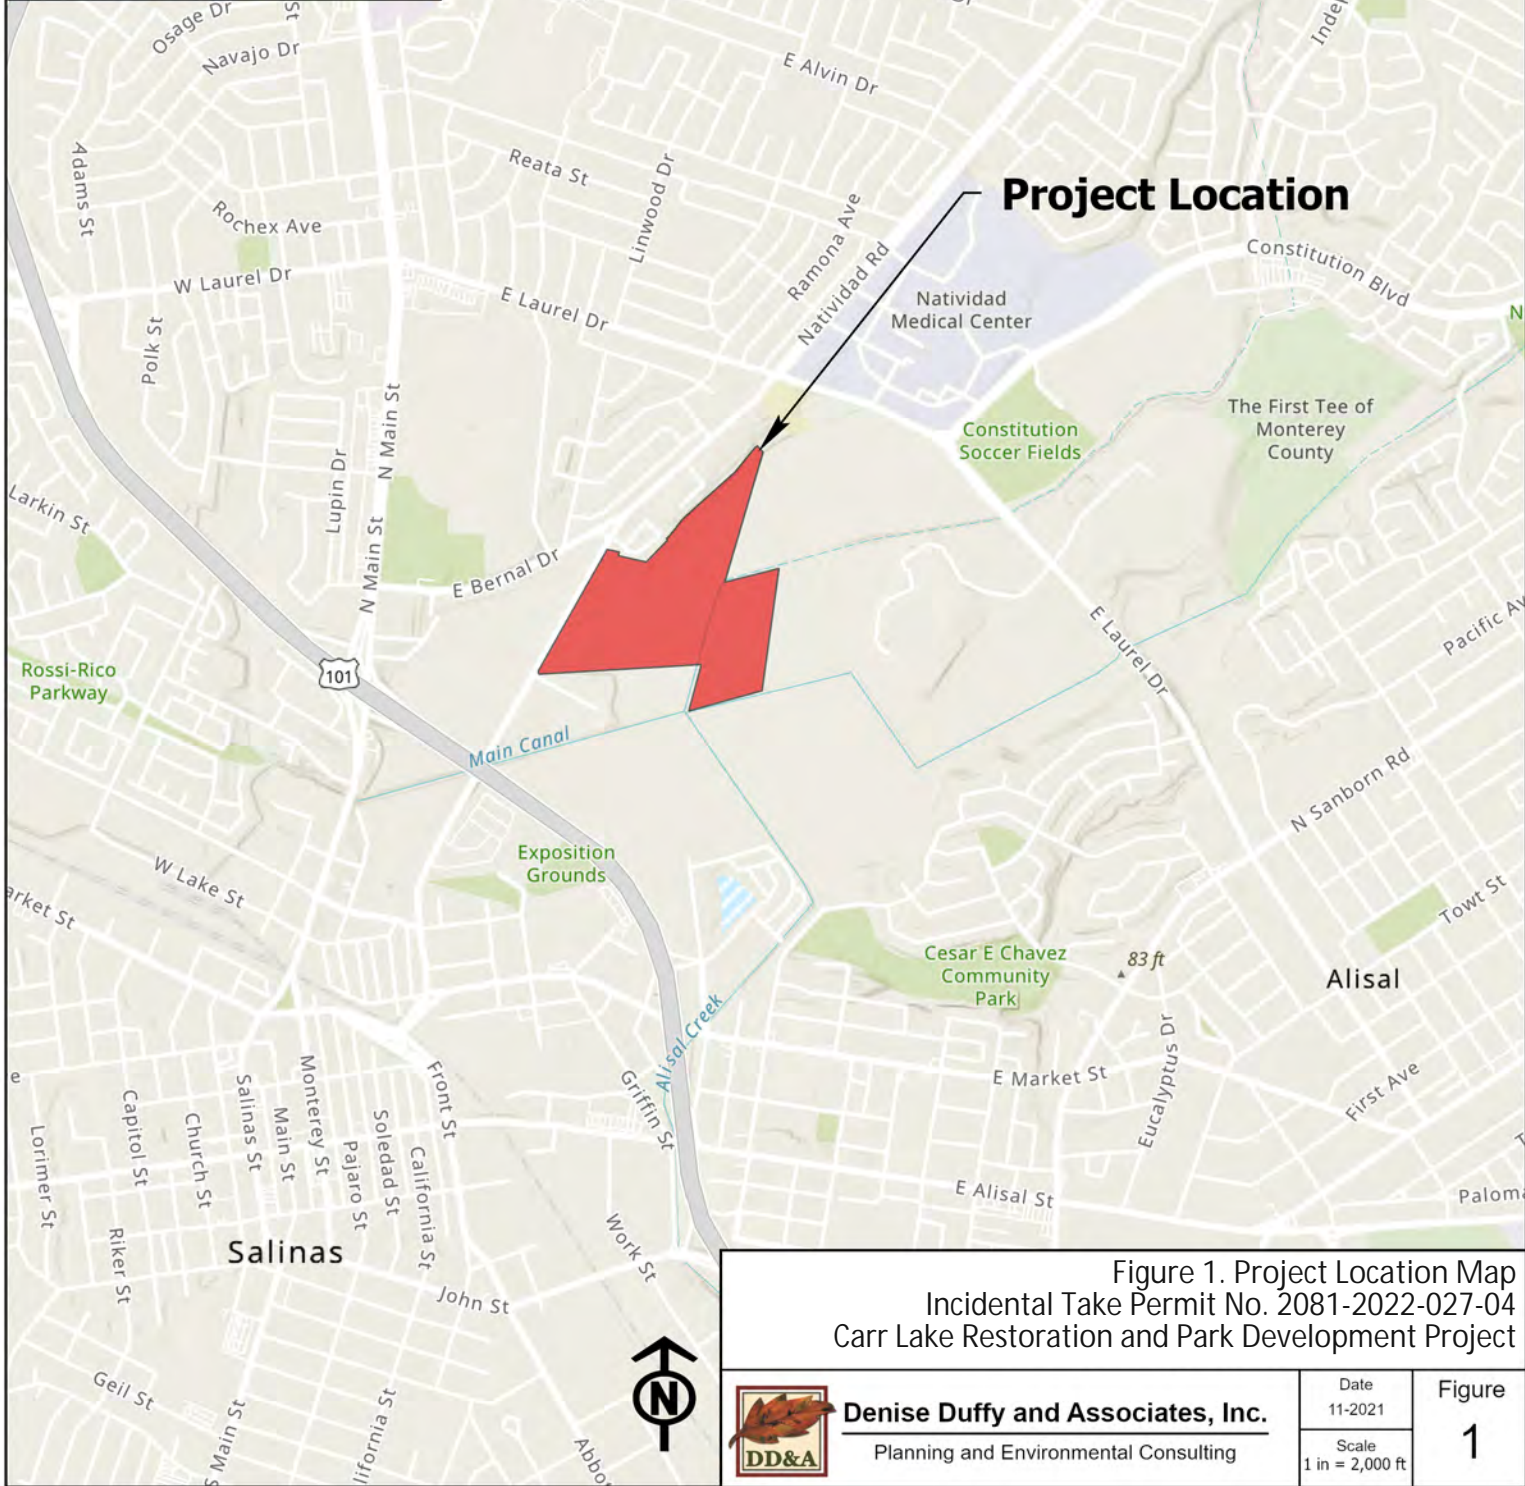 Osage Dr
St
Navajo Dr
E Alvin Dr
Adams St
Reata St
Linwood Dr
Project Location
Rochex Ave
Ramona Ave
Natividad Rd
Constitution Blvd
W Laurel Dr
E Laurel Dr
Natividad
Medical Center
Polk St
N Main St
The First Tee of
Monterey
County
Constitution
Soccer Fields
Lupin Dr
Larkin St
N Main St
E Bernal Dr
E Laurel Dr
Rossi-Rico
Parkway
101
Main Canal
N Sanborn Rd
Exposition
Grounds
W Lake St
Towt St
Cesar E Chavez
Community
Park
83 ft
Alisal
Alisal Creek
Eucalyptus Dr
E Market St
First Ave
Front St
Griffin St
Salinas St
Main St
Monterey St
Capitol St
Church St
Pajaro St
Soledad St
California St
Lorimer St
Riker St
E Alisal St
Salinas
Work St
John St
Geil St
S Main St
N
Figure 1. Project Location Map
Incidental Take Permit No. 2081-2022-027-04
Carr Lake Restoration and Park Development Project
DD&A
Denise Duffy and Associates, Inc.
Planning and Environmental Consulting
Date
11-2021
Scale
1 in = 2,000 ft
Figure
1